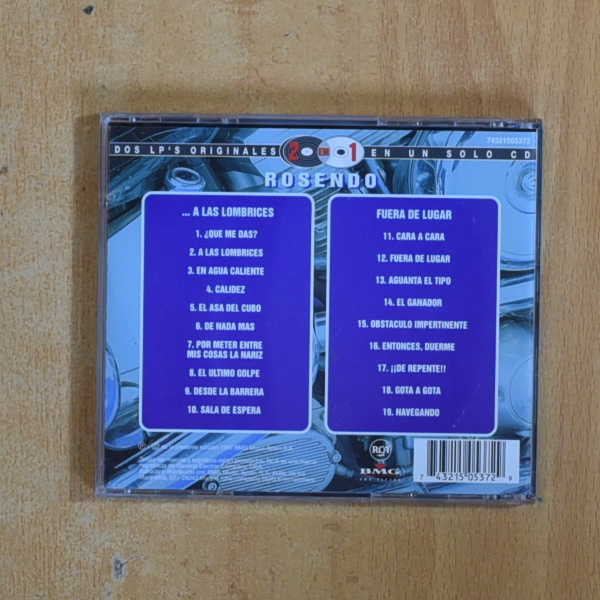 74321505372
DOS LP'S ORIGINALES 2 EN 1 EN UN SOLO CD
ROSENDO
... A LAS LOMBRICES
1. ¿QUE ME DAS?
2. A LAS LOMBRICES
3. EN AGUA CALIENTE
4. CALIDEZ
5. EL ASA DEL CUBO
6. DE NADA MAS
7. POR METER ENTRE
MIS COSAS LA NARIZ
8. EL ULTIMO GOLPE
9. DESDE LA BARRERA
10. SALA DE ESPERA
FUERA DE LUGAR
11. CARA A CARA
12. FUERA DE LUGAR
13. AGUANTA EL TIPO
14. EL GANADOR
15. OBSTACULO IMPERTINENTE
16. ENTONCES, DUERME
17. ¡¡DE REPENTE!!
18. GOTA A GOTA
19. NAVEGANDO
RCA
BMG
7 43215 05372 9